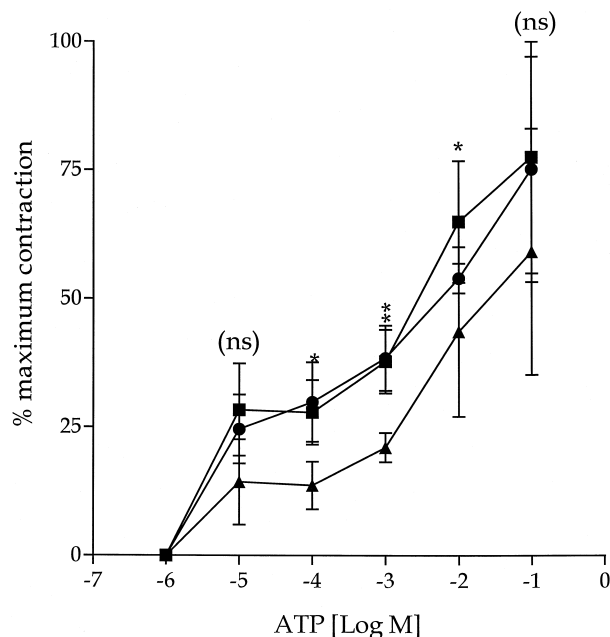 (ns)
100
% maximum contraction
75
*
50
(ns)
*
*
*
25
0
-7 -6 -5 -4 -3 -2 -1 0
ATP [Log M]